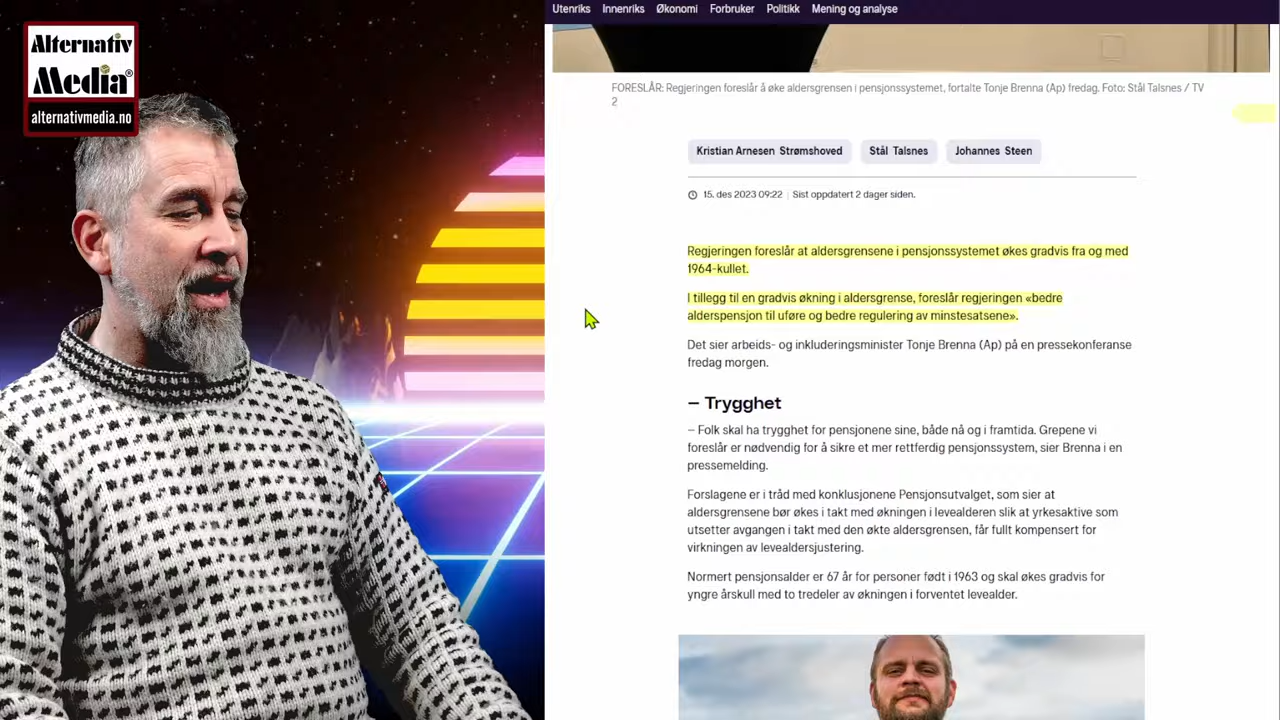 Alternativ
Media®
alternativmedia.no
Utenriks Innenriks Økonomi Forbruker Politikk Mening og analyse
FORESLÅR: Regjeringen foreslår å øke aldersgrensen i pensjonssystemet, fortalte Tonje Brenna (Ap) fredag. Foto: Stål Talsnes / TV
2
Kristian Arnesen Strømshoved Stål Talsnes Johannes Steen
15. des 2023 09:22 | Sist oppdatert 2 dager siden.
Regjeringen foreslår at aldersgrensene i pensjonssystemet økes gradvis fra og med
1964-kullet.
I tillegg til en gradvis økning i aldersgrense, foreslår regjeringen «bedre
alderspensjon til uføre og bedre regulering av minstesatsene».
Det sier arbeids- og inkluderingsminister Tonje Brenna (Ap) på en pressekonferanse
fredag morgen.
– Trygghet
– Folk skal ha trygghet for pensjonene sine, både nå og i framtida. Grepene vi
foreslår er nødvendig for å sikre et mer rettferdig pensjonssystem, sier Brenna i en
pressemelding.
Forslagene er i tråd med konklusjonene Pensjonsutvalget, som sier at
aldersgrensene bør økes i takt med økningen i levealderen slik at yrkesaktive som
utsetter avgangen i takt med den økte aldersgrensen, får fullt kompensert for
virkningen av levealdersjustering.
Normert pensjonsalder er 67 år for personer født i 1963 og skal økes gradvis for
yngre årskull med to tredeler av økningen i forventet levealder.